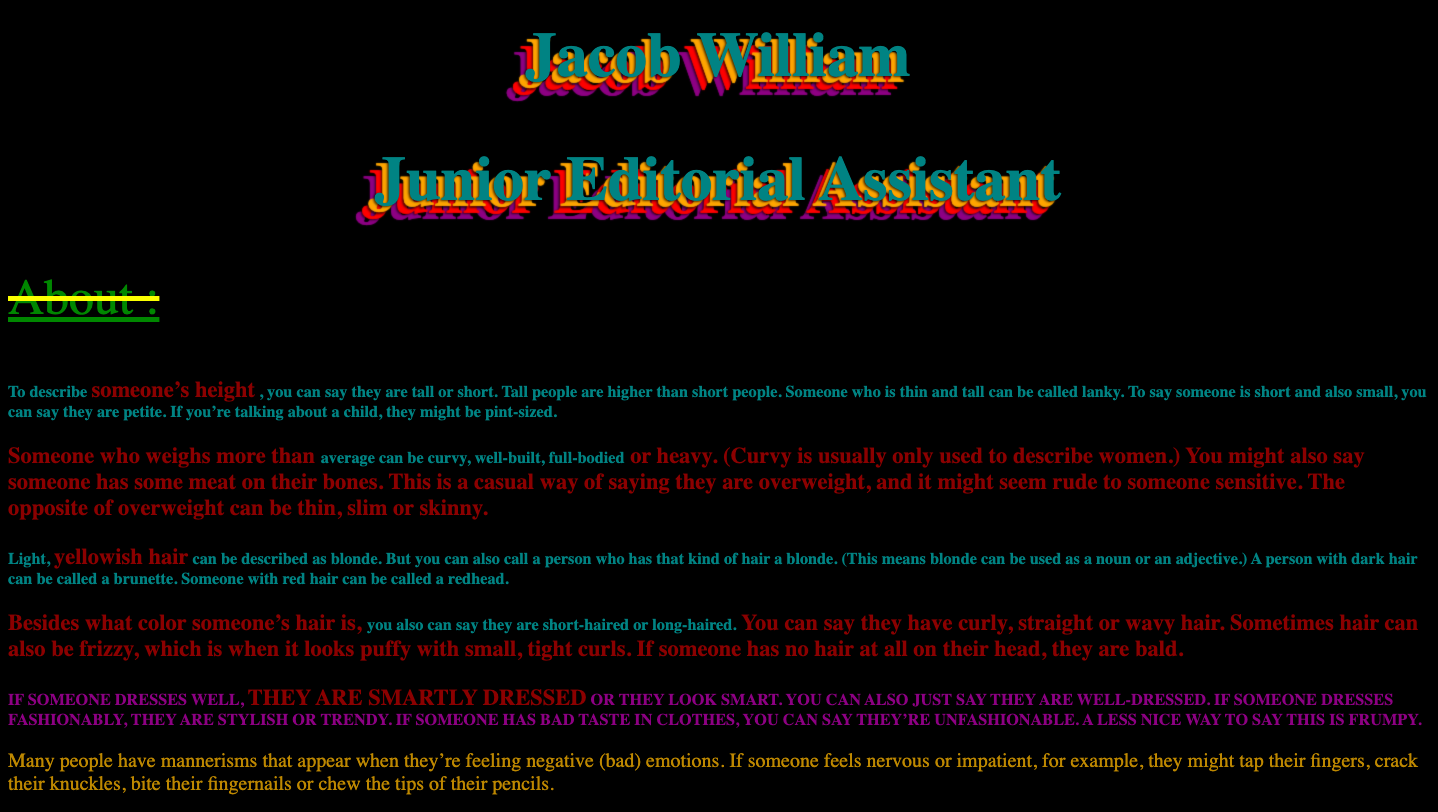 Jacob William
Junior Editorial Assistant
About :
To describe someone’s height , you can say they are tall or short. Tall people are higher than short people. Someone who is thin and tall can be called lanky. To say someone is short and also small, you
can say they are petite. If you’re talking about a child, they might be pint-sized.
Someone who weighs more than average can be curvy, well-built, full-bodied or heavy. (Curvy is usually only used to describe women.) You might also say
someone has some meat on their bones. This is a casual way of saying they are overweight, and it might seem rude to someone sensitive. The
opposite of overweight can be thin, slim or skinny.
Light, yellowish hair can be described as blonde. But you can also call a person who has that kind of hair a blonde. (This means blonde can be used as a noun or an adjective.) A person with dark hair
can be called a brunette. Someone with red hair can be called a redhead.
Besides what color someone’s hair is, you also can say they are short-haired or long-haired. You can say they have curly, straight or wavy hair. Sometimes hair can
also be frizzy, which is when it looks puffy with small, tight curls. If someone has no hair at all on their head, they are bald.
IF SOMEONE DRESSES WELL, THEY ARE SMARTLY DRESSED OR THEY LOOK SMART. YOU CAN ALSO JUST SAY THEY ARE WELL-DRESSED. IF SOMEONE DRESSES
FASHIONABLY, THEY ARE STYLISH OR TRENDY. IF SOMEONE HAS BAD TASTE IN CLOTHES, YOU CAN SAY THEY’RE UNFASHIONABLE. A LESS NICE WAY TO SAY THIS IS FRUMPY.
Many people have mannerisms that appear when they’re feeling negative (bad) emotions. If someone feels nervous or impatient, for example, they might tap their fingers, crack
their knuckles, bite their fingernails or chew the tips of their pencils.